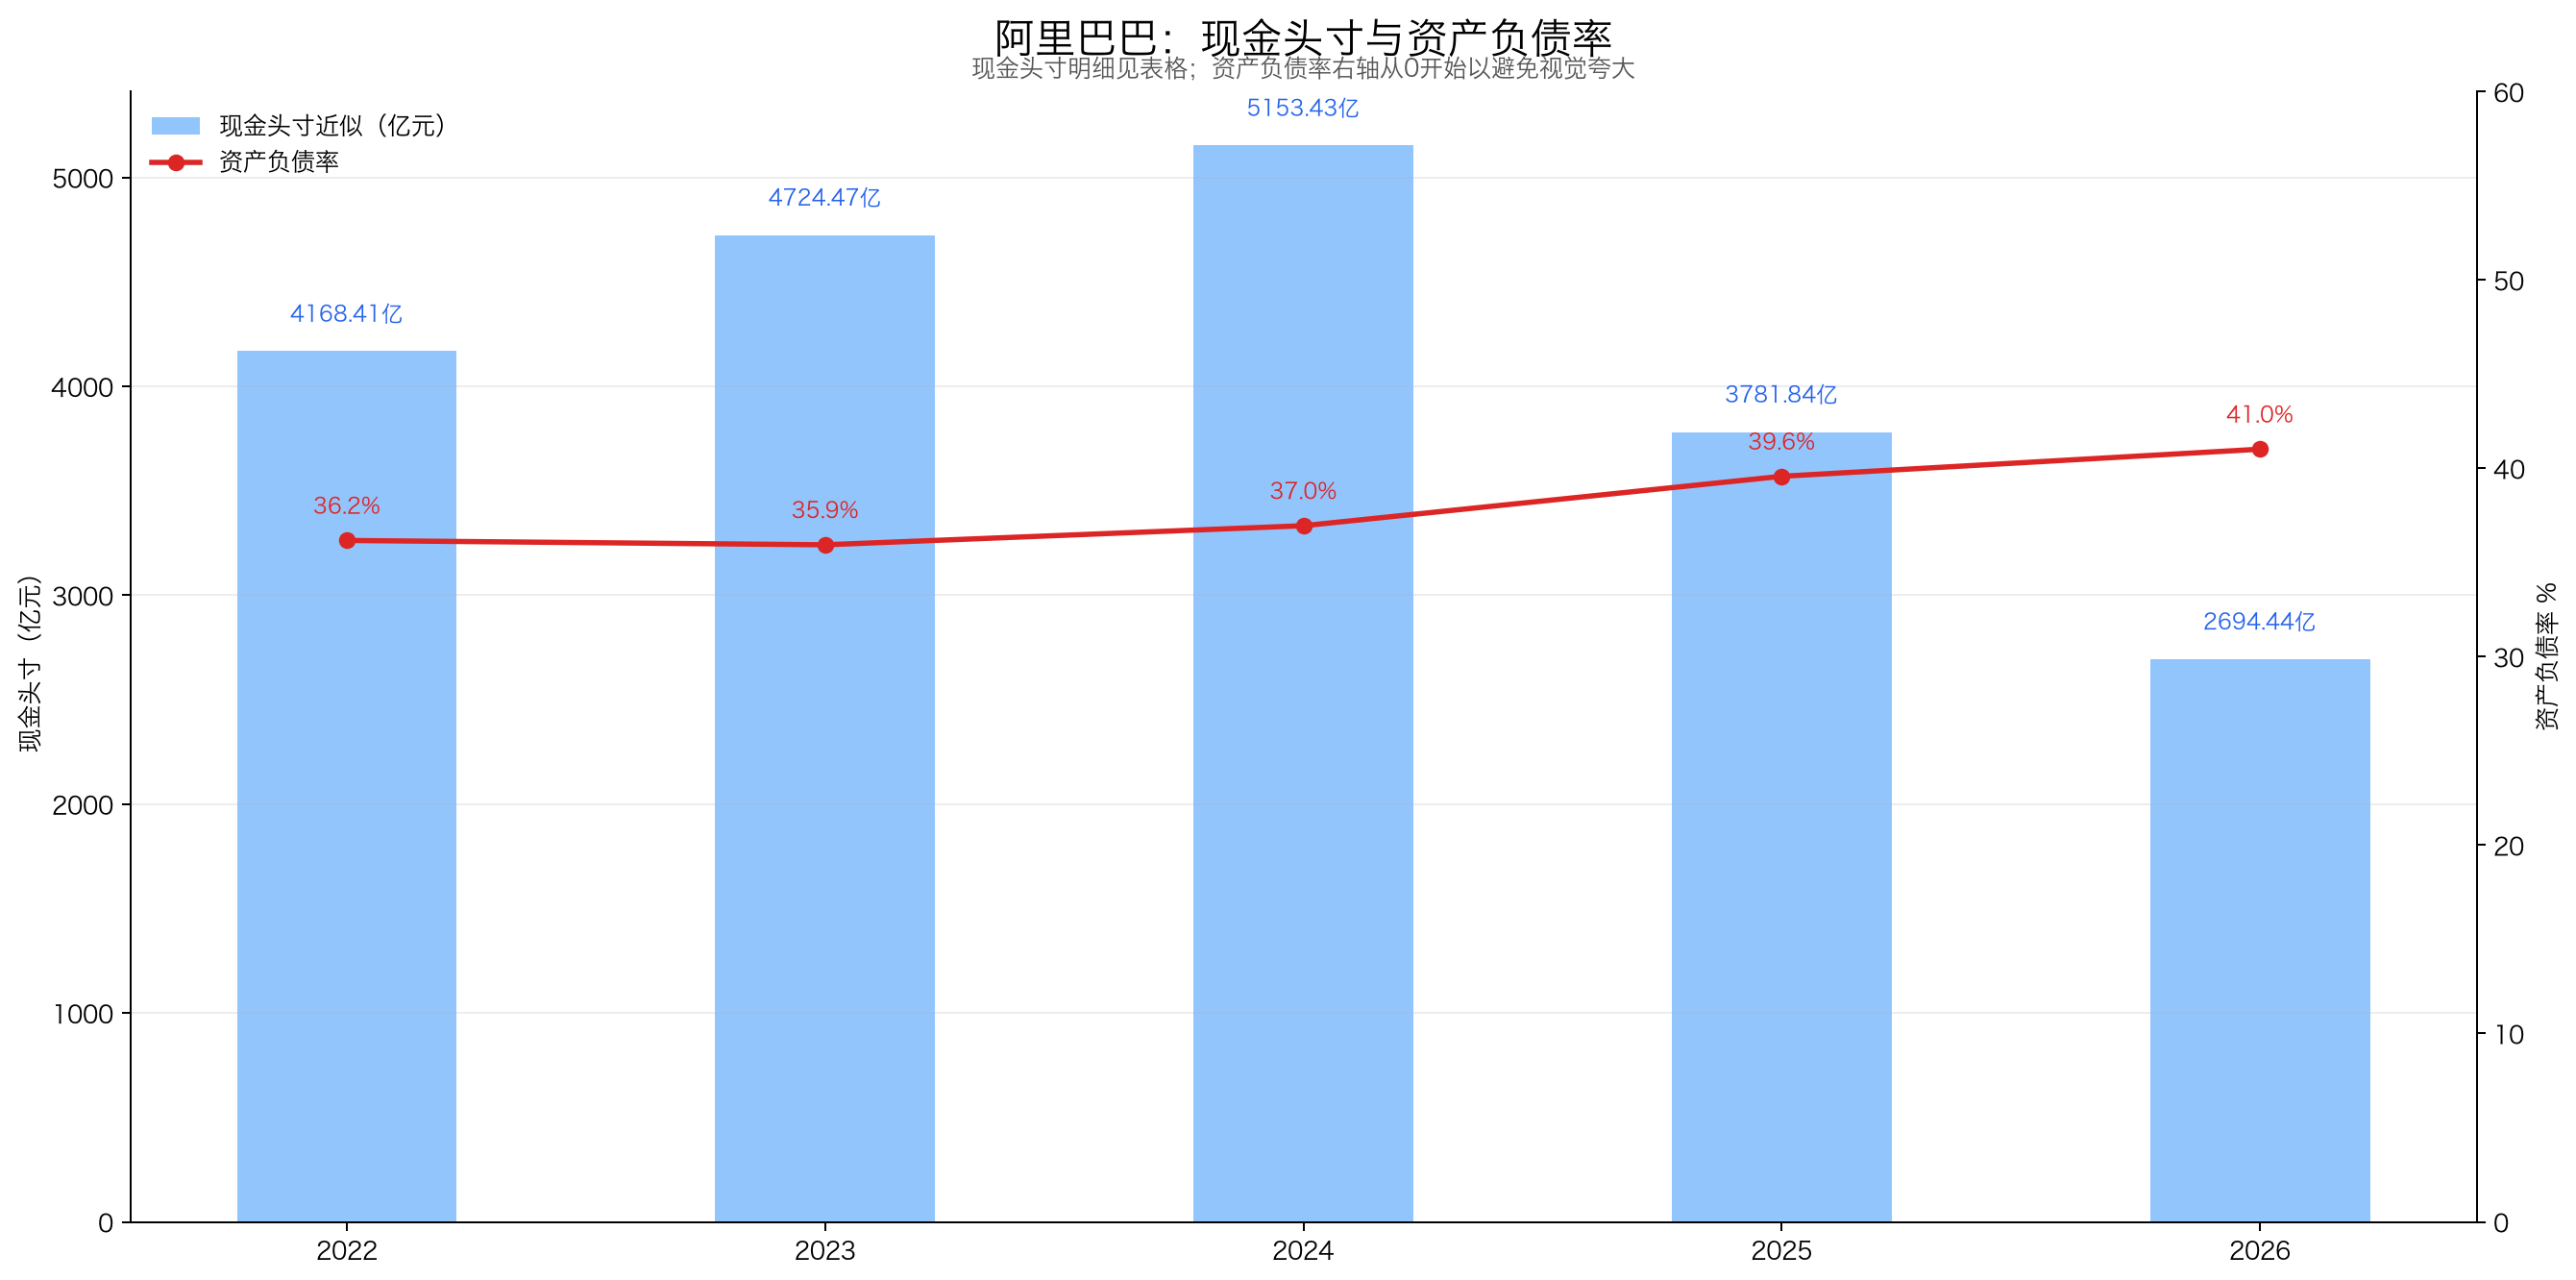 阿里巴巴：现金头寸与资产负债率
现金头寸明细见表格；资产负债率右轴从0开始以避免视觉夸大
现金头寸近似（亿元）
资产负债率
现金头寸（亿元）
5000
4000
3000
2000
1000
0
4168.41亿
4724.47亿
5153.43亿
3781.84亿
2694.44亿
36.2%
35.9%
37.0%
39.6%
41.0%
60
50
40
30
20
10
0
资产负债率 %
2022
2023
2024
2025
2026